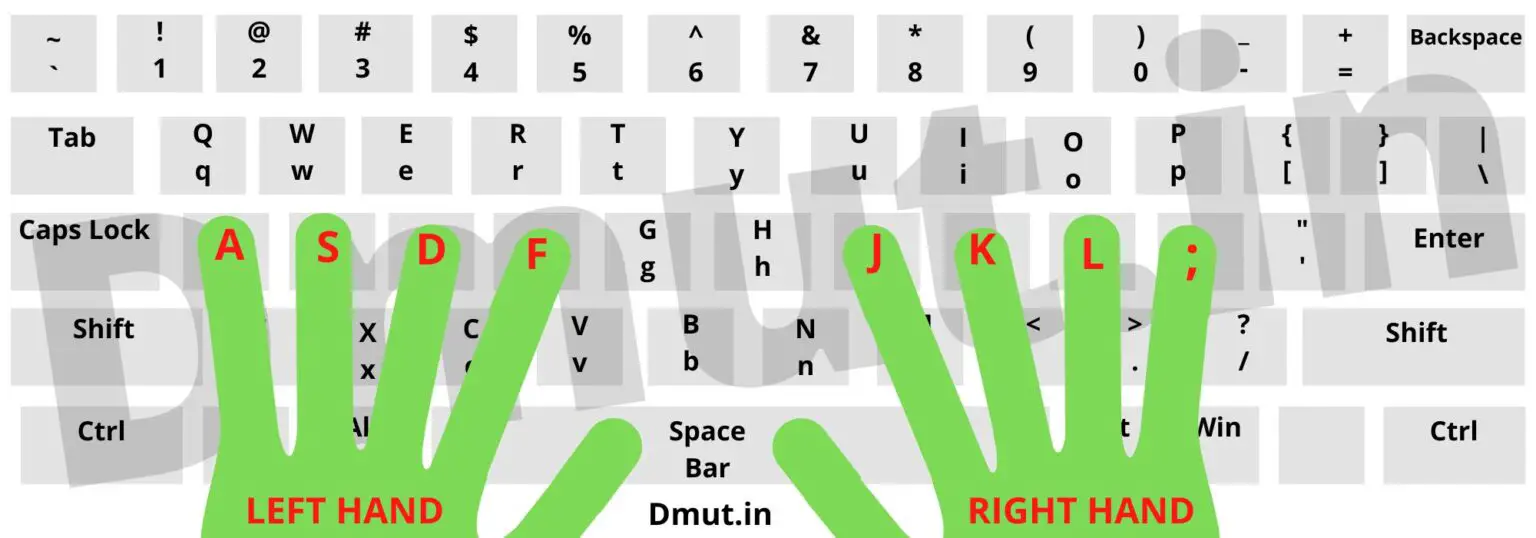 ~ ! @ # $ % ^ & * ( ) _ + Backspace
` 1 2 3 4 5 6 7 8 9 0 - =
Tab Q W E R T Y U I O P { } |
q w e r t y u i o p [ ] \
Caps Lock A S D F G H J K L ; " Enter
g h '
Shift X C V B N < > ? Shift
x v b n . /
Ctrl Space Win Ctrl
Bar
LEFT HAND Dmut.in RIGHT HAND
Dmut.in